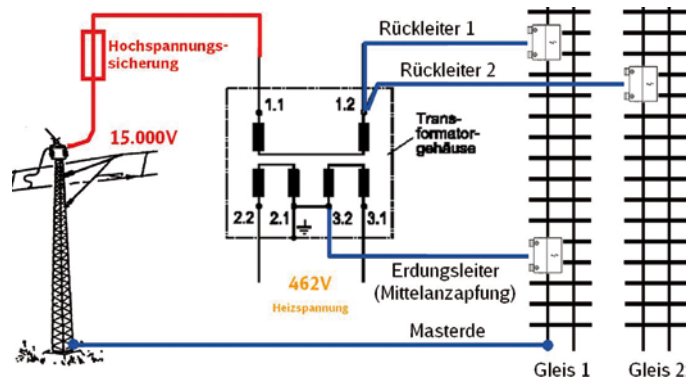 Hochspannungs-
sicherung
Rückleiter 1
Rückleiter 2
1.1
1.2
Trans-
formator-
gehäuse
15.000V
2.2
2.1
3.2
3.1
462V
Heizspannung
Erdungsleiter
(Mittelanzapfung)
Masterde
Gleis 1
Gleis 2